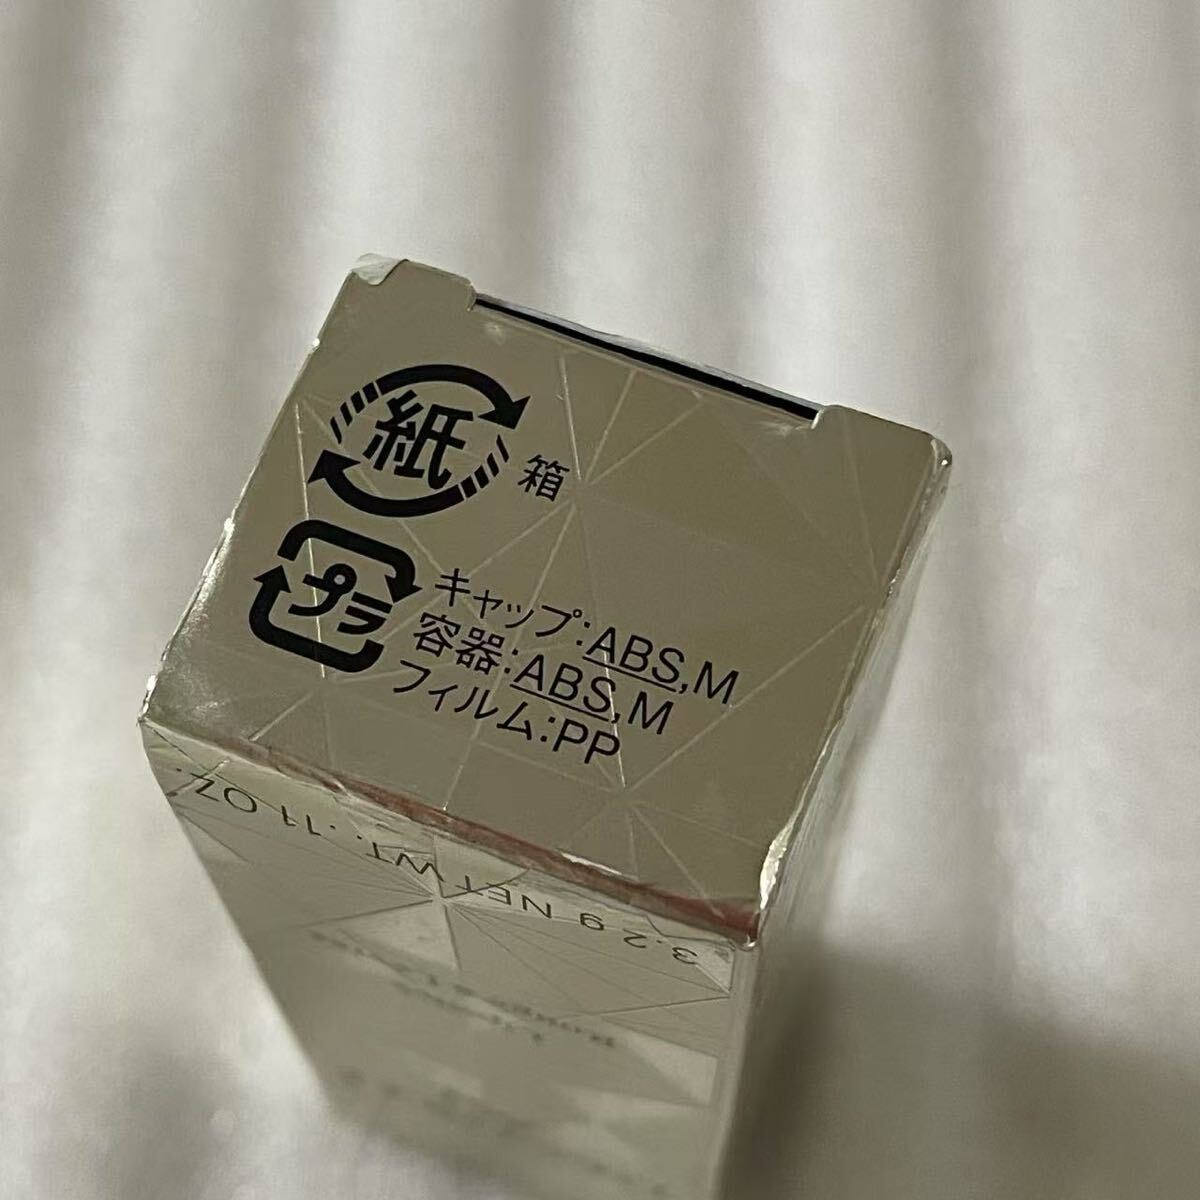 紙 箱
プラ
キャップ:ABS,M
容器:ABS,M
フィルム:PP
3.2 g NET WT. .11 OZ.